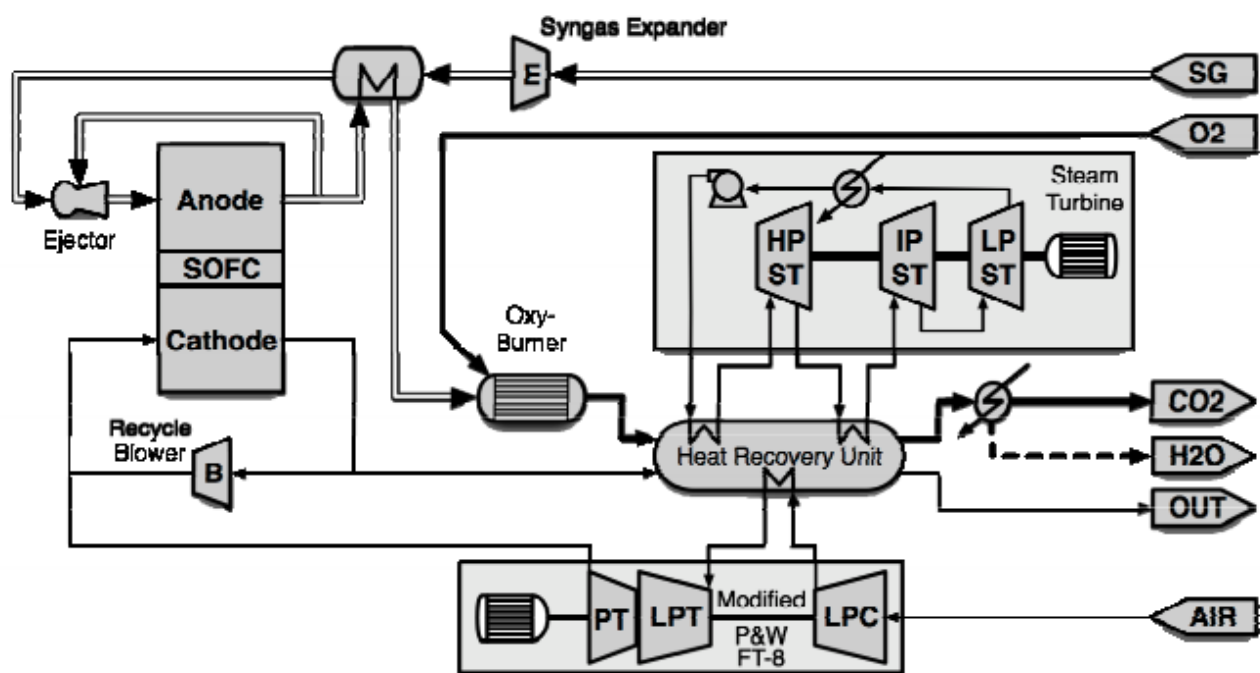 Syngas Expander
E
SG
O2
Steam
Turbine
HP
ST
IP
ST
LP
ST
Anode
Ejector
SOFC
Cathode
Oxy-
Burner
Recycle
Blower
B
Heat Recovery Unit
CO2
H2O
OUT
PT
LPT
Modified
P&W
FT-8
LPC
AIR